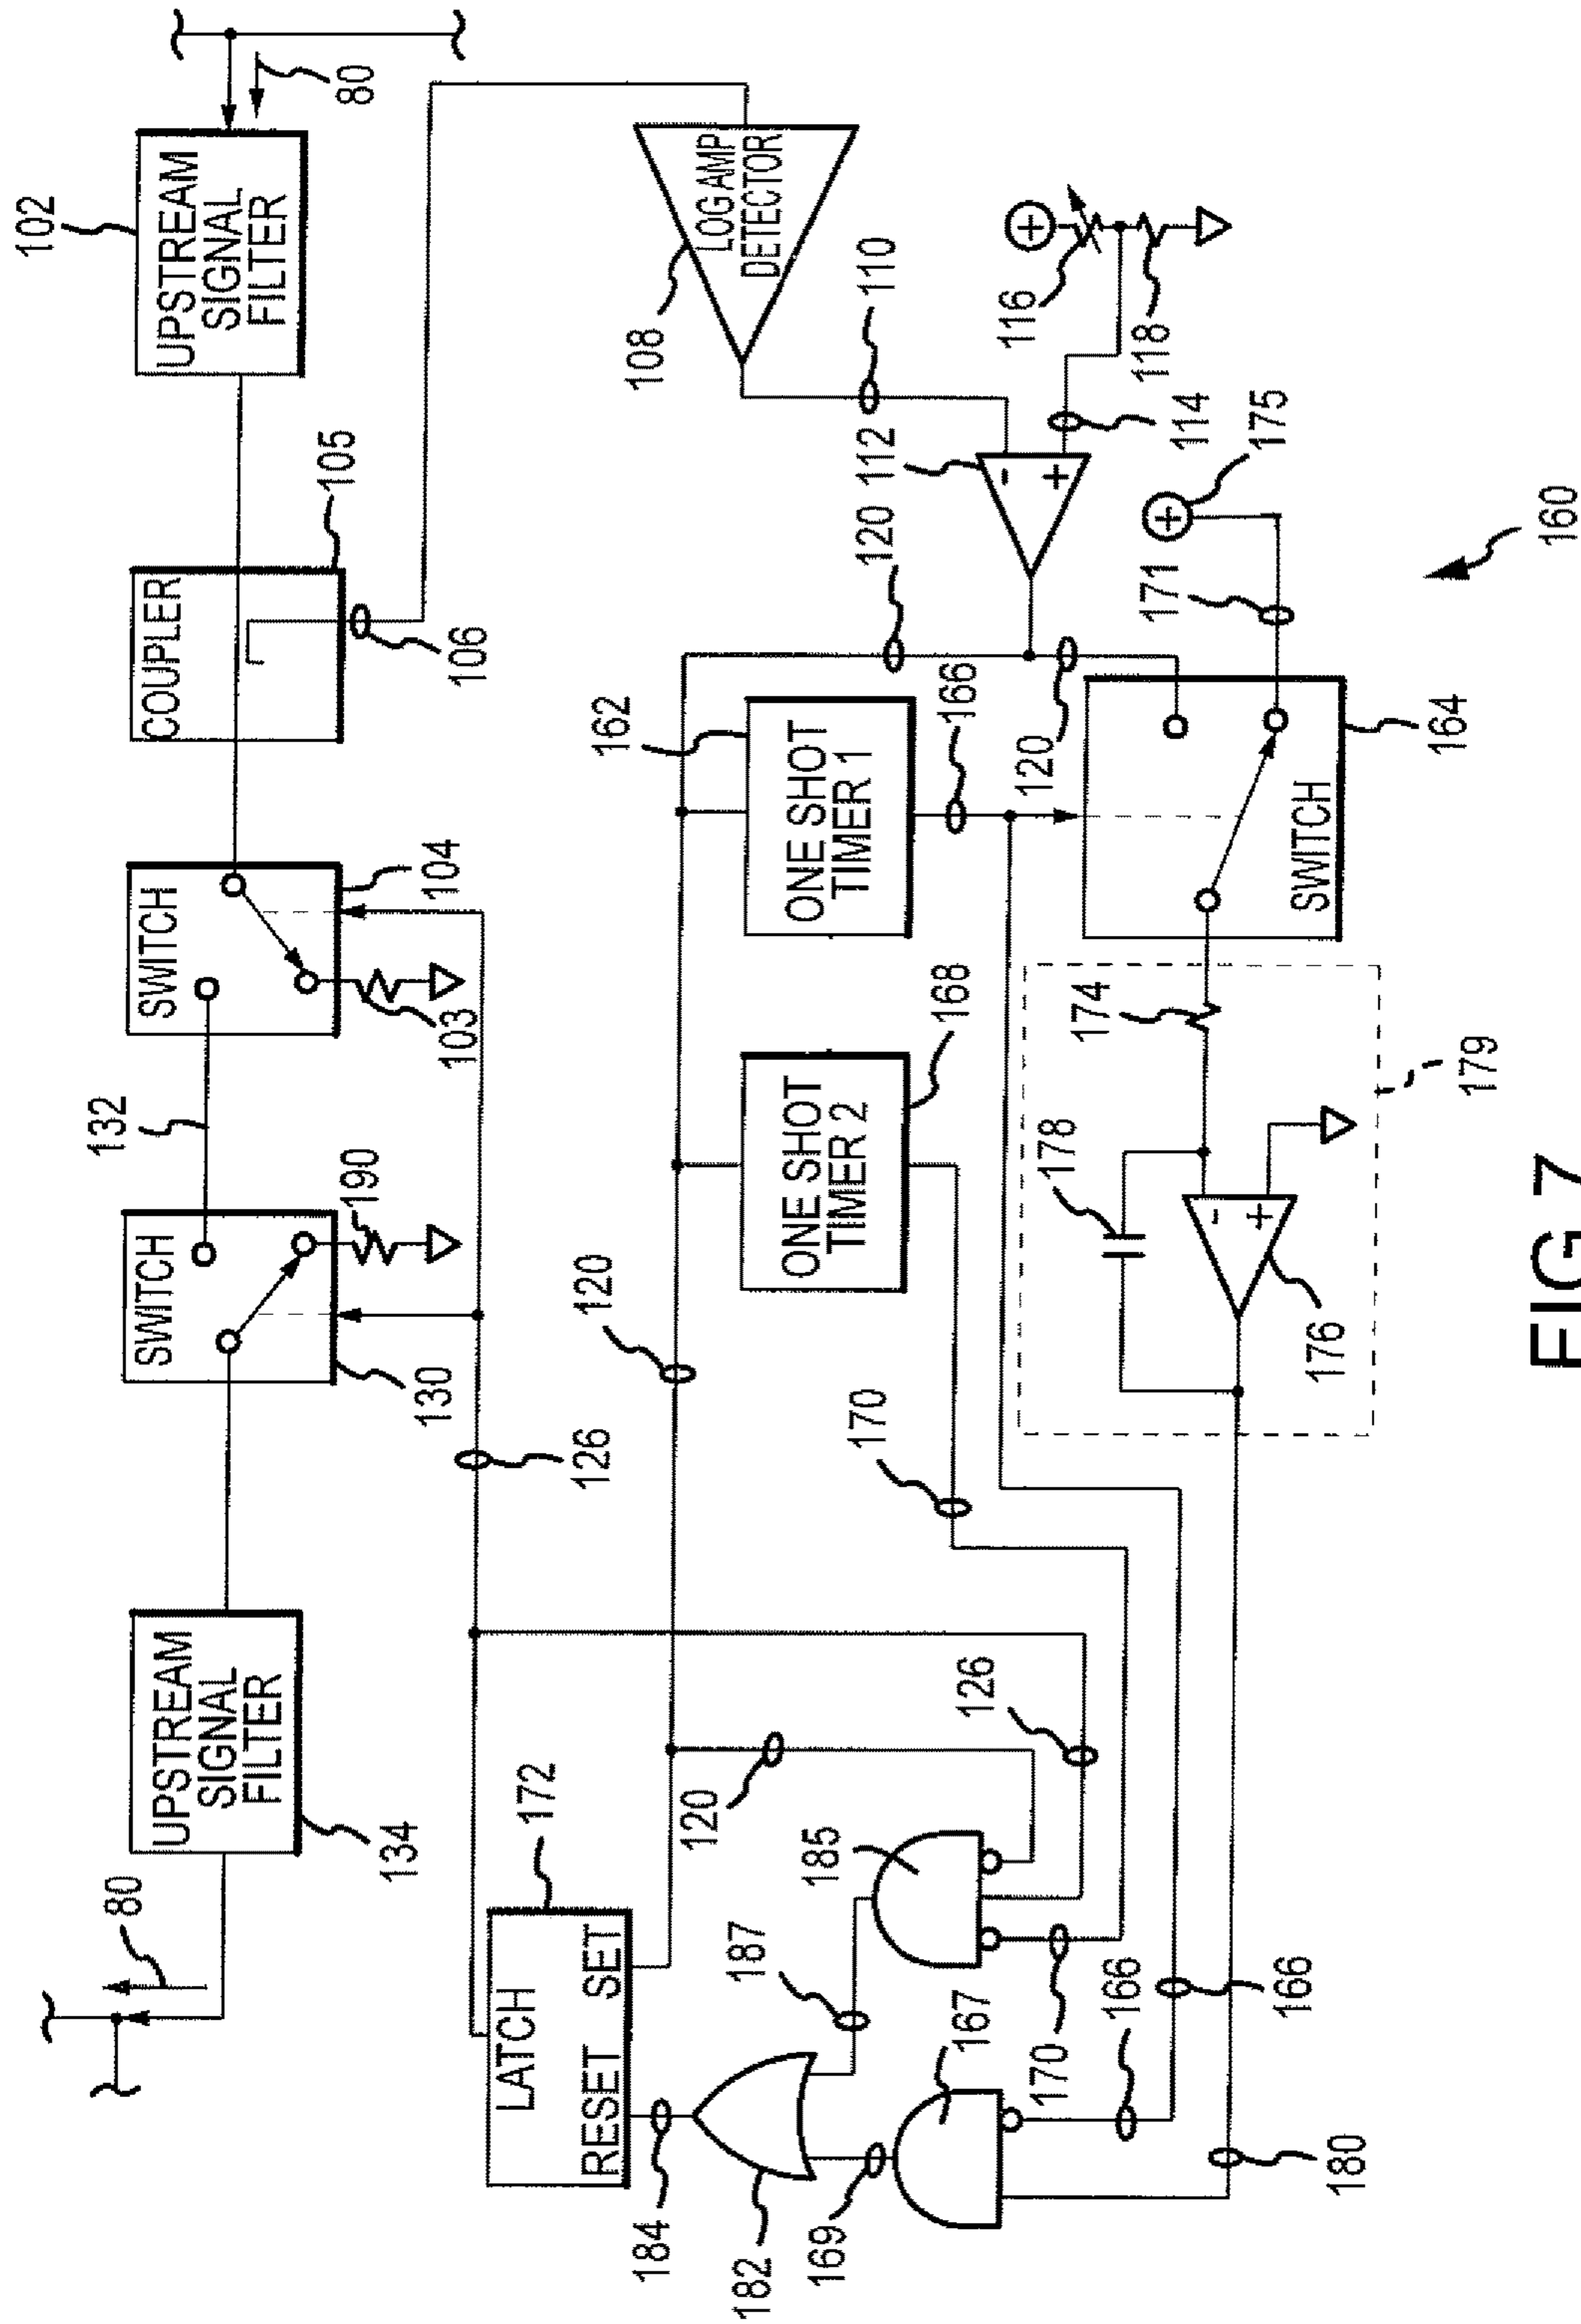 80
UPSTREAM
SIGNAL
FILTER
134
SWITCH
130
190
132
SWITCH
104
103
COUPLER
105
106
UPSTREAM
SIGNAL
FILTER
102
80
126
LOG AMP
DETECTOR
108
110
112
-
+
114
116
118
120
120
ONE SHOT
TIMER 1
162
166
ONE SHOT
TIMER 2
168
170
120
LATCH
RESET SET
172
184
182
187
185
120
126
169
167
170
166
166
180
178
174
-
+
176
179
SWITCH
164
171
175
160
FIG.7